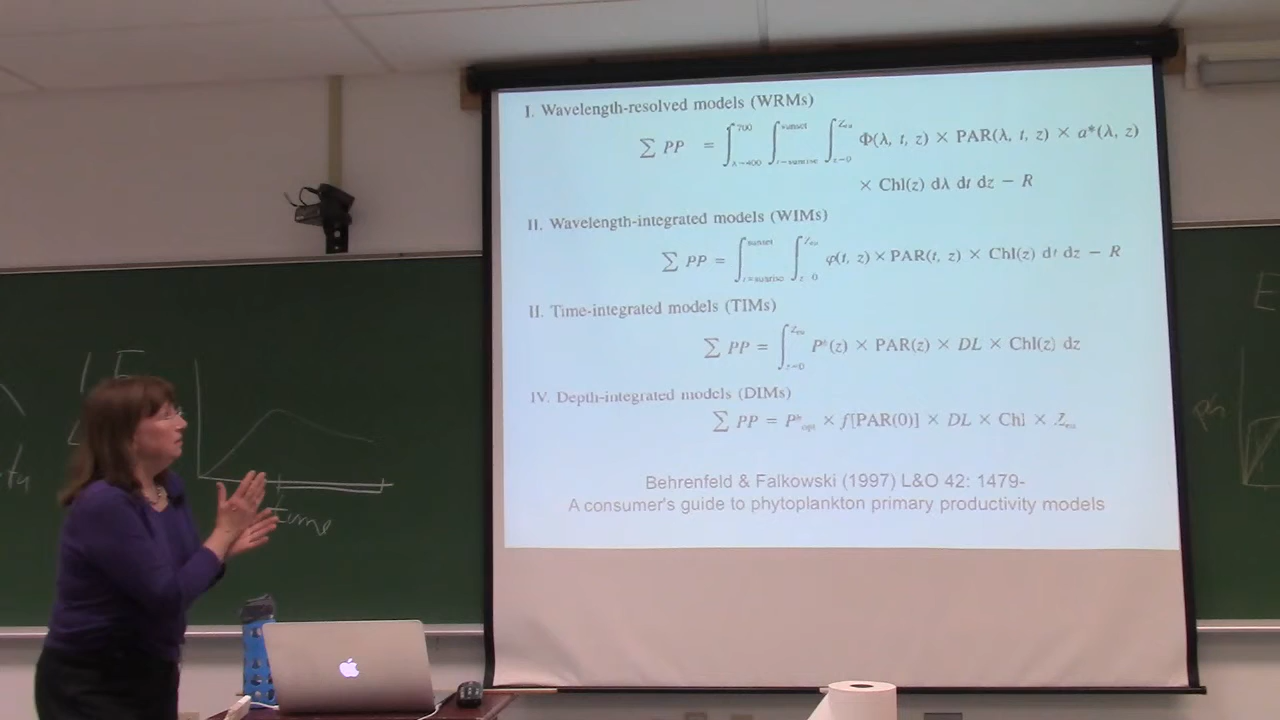 I. Wavelength-resolved models (WRMs)
∑ PP = ∫_{λ=400}^{700} ∫_{t=sunrise}^{sunset} ∫_{z=0}^{Z_eu} Φ(λ, t, z) × PAR(λ, t, z) × a*(λ, z)
× Chl(z) dλ dt dz − R
II. Wavelength-integrated models (WIMs)
∑ PP = ∫_{t=sunrise}^{sunset} ∫_{z=0}^{Z_eu} φ(t, z) × PAR(t, z) × Chl(z) dt dz − R
II. Time-integrated models (TIMs)
∑ PP = ∫_{z=0}^{Z_eu} P^b(z) × PAR(z) × DL × Chl(z) dz
IV. Depth-integrated models (DIMs)
∑ PP = P^b_opt × f[PAR(0)] × DL × Chl × Z_eu
Behrenfeld & Falkowski (1997) L&O 42: 1479-
A consumer's guide to phytoplankton primary productivity models
time